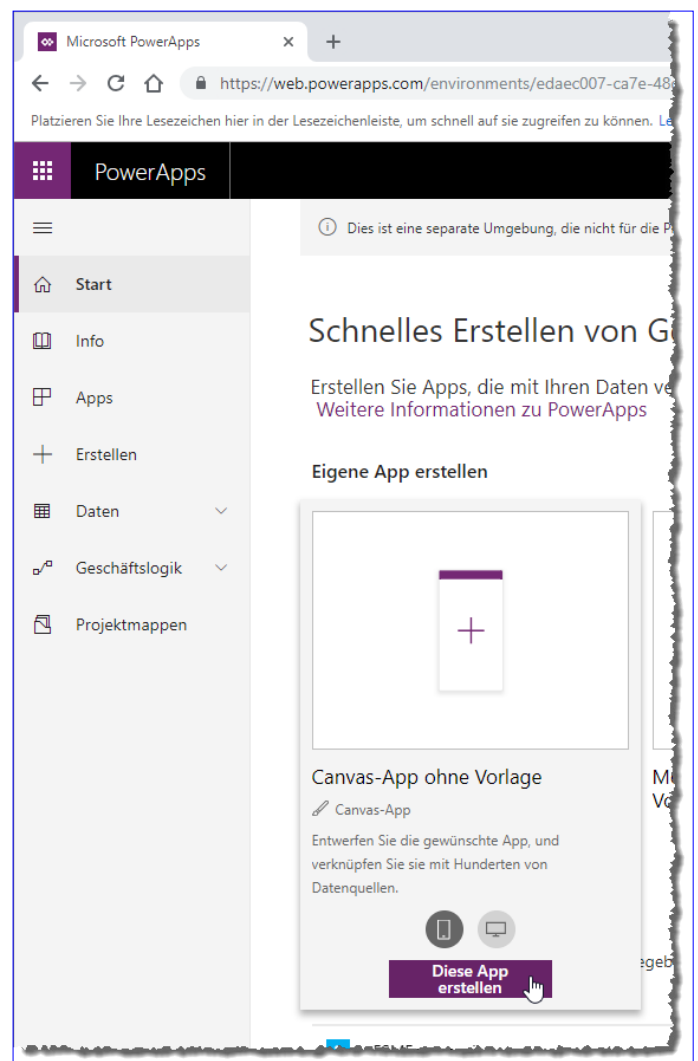 Microsoft PowerApps
https://web.powerapps.com/environments/edaec007-ca7e-48
Platzieren Sie Ihre Lesezeichen hier in der Lesezeichenleiste, um schnell auf sie zugreifen zu können.
PowerApps
Dies ist eine separate Umgebung, die nicht für die
Start
Info
Apps
Erstellen
Daten
Geschäftslogik
Projektmappen
Schnelles Erstellen von
Erstellen Sie Apps, die mit Ihren Daten
Weitere Informationen zu PowerApps
Eigene App erstellen
Canvas-App ohne Vorlage
Canvas-App
Entwerfen Sie die gewünschte App, und
verknüpfen Sie sie mit Hunderten von
Datenquellen.
Diese App
erstellen